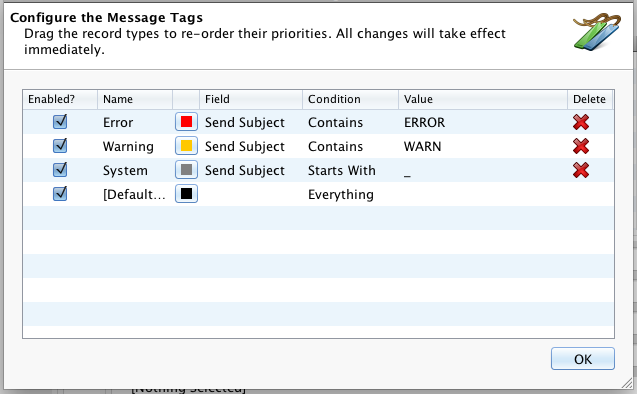 Configure the Message Tags
Drag the record types to re-order their priorities. All changes will take effect
immediately.
Enabled? Name Field Condition Value Delete
Error Send Subject Contains ERROR
Warning Send Subject Contains WARN
System Send Subject Starts With _
[Default... Everything
OK
[Nothing Selected]